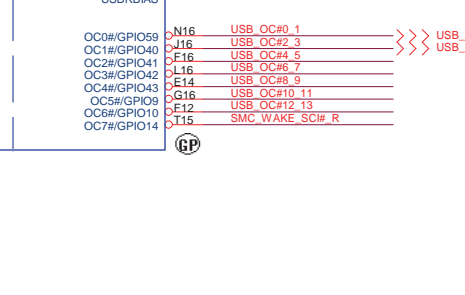 USBRBIAS
OC0#/GPIO59 N16 USB_OC#0_1 USB_
OC1#/GPIO40 J16 USB_OC#2_3 USB_
OC2#/GPIO41 F16 USB_OC#4_5
OC3#/GPIO42 L16 USB_OC#6_7
OC4#/GPIO43 E14 USB_OC#8_9
OC5#/GPIO9 G16 USB_OC#10_11
OC6#/GPIO10 F12 USB_OC#12_13
OC7#/GPIO14 T15 SMC_WAKE_SCI#_R
GP